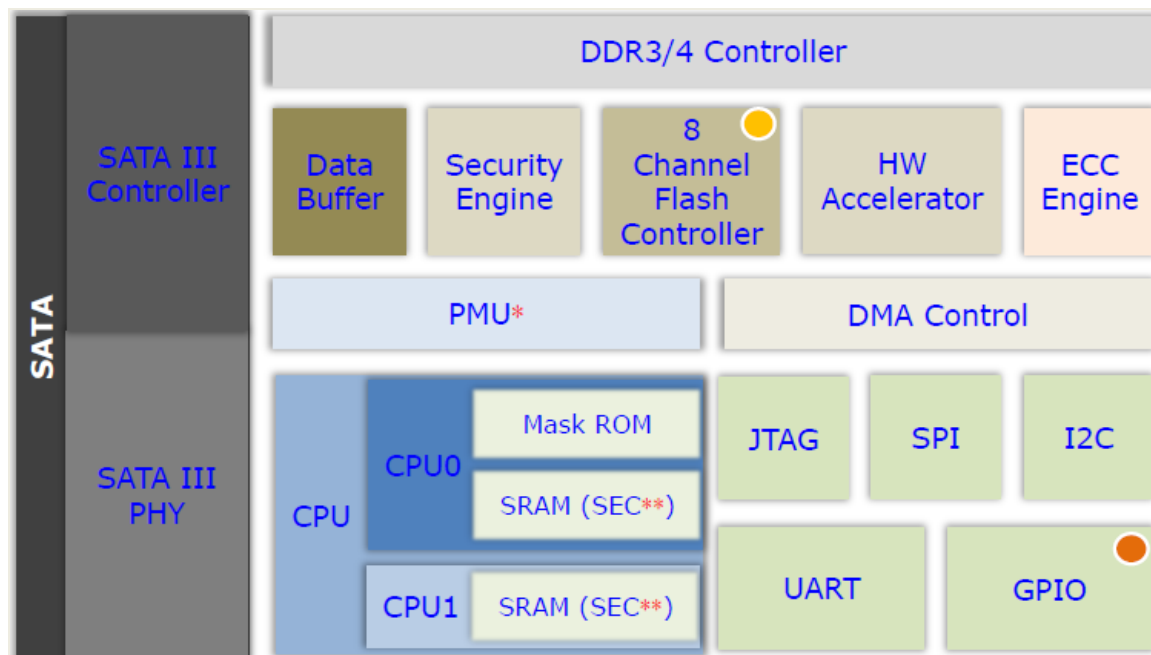 SATA
SATA III
Controller
SATA III
PHY
DDR3/4 Controller
Data
Buffer
Security
Engine
8
Channel
Flash
Controller
HW
Accelerator
ECC
Engine
PMU*
DMA Control
CPU
CPU0
Mask ROM
SRAM (SEC**)
CPU1
SRAM (SEC**)
JTAG
SPI
I2C
UART
GPIO